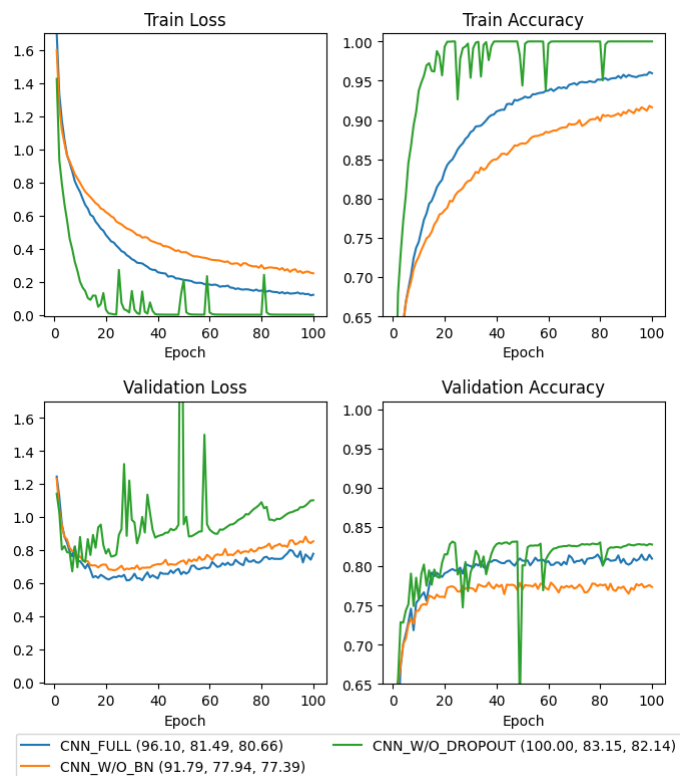 Train Loss
Train Accuracy
1.6
1.4
1.2
1.0
0.8
0.6
0.4
0.2
0.0
0 20 40 60 80 100
Epoch
1.00
0.95
0.90
0.85
0.80
0.75
0.70
0.65
0 20 40 60 80 100
Epoch
Validation Loss
Validation Accuracy
1.6
1.4
1.2
1.0
0.8
0.6
0.4
0.2
0.0
0 20 40 60 80 100
Epoch
1.00
0.95
0.90
0.85
0.80
0.75
0.70
0.65
0 20 40 60 80 100
Epoch
CNN_FULL (96.10, 81.49, 80.66)
CNN_W/O_BN (91.79, 77.94, 77.39)
CNN_W/O_DROPOUT (100.00, 83.15, 82.14)